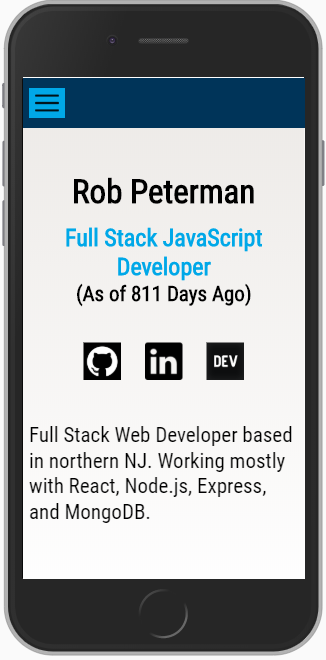 Rob Peterman
Full Stack JavaScript
Developer
(As of 811 Days Ago)
in DEV
Full Stack Web Developer based
in northern NJ. Working mostly
with React, Node.js, Express,
and MongoDB.